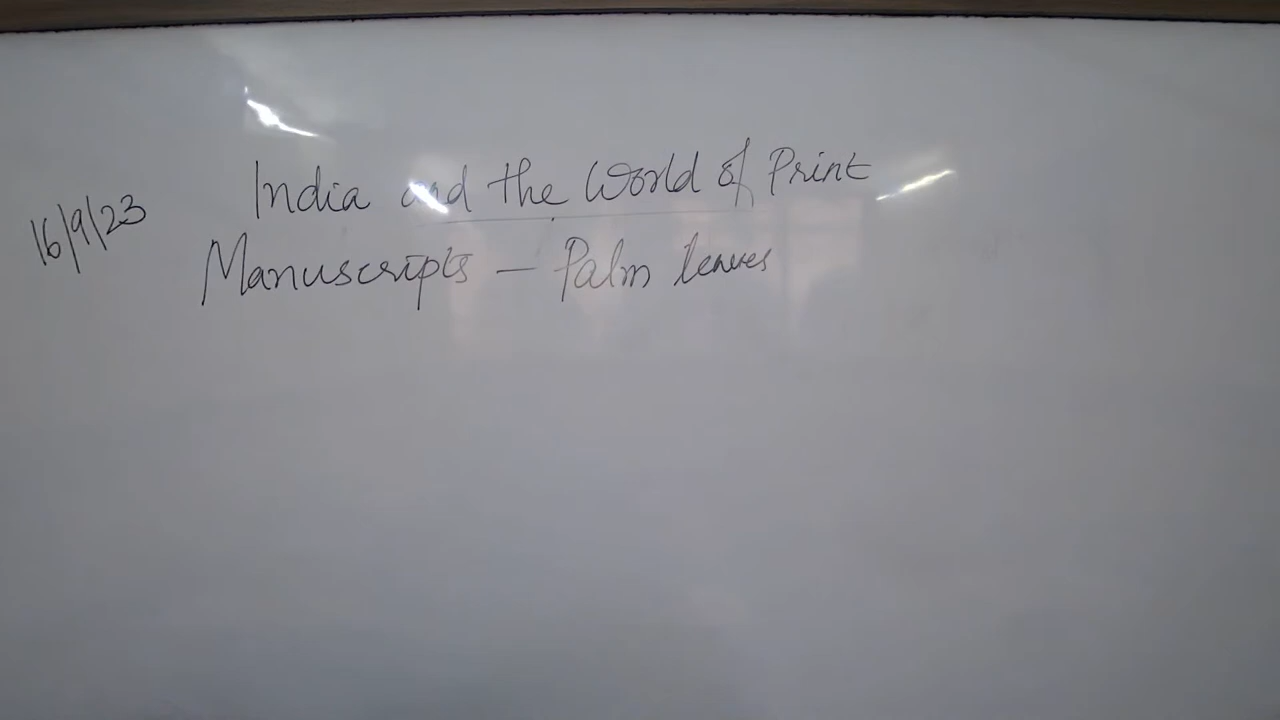 India and the World of Print
16/9/23
Manuscripts – Palm leaves